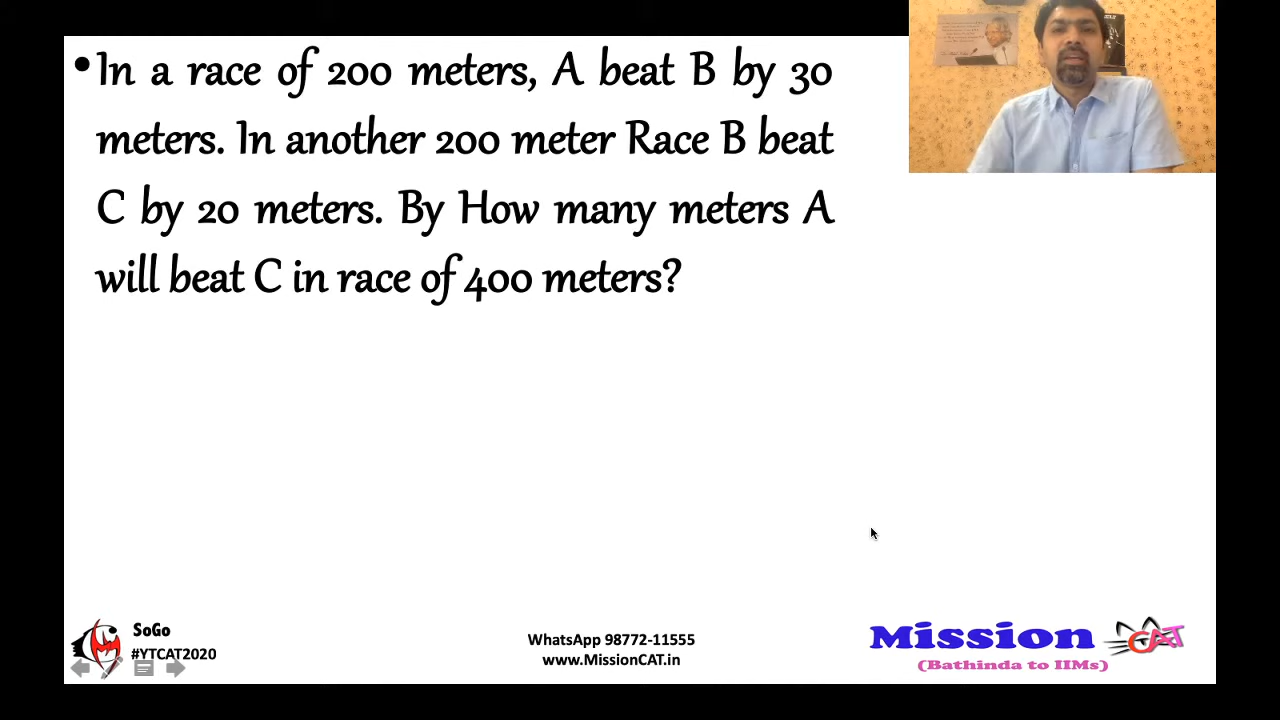 •In a race of 200 meters, A beat B by 30
meters. In another 200 meter Race B beat
C by 20 meters. By How many meters A
will beat C in race of 400 meters?
SoGo
#YTCAT2020
WhatsApp 98772-11555
www.MissionCAT.in
Mission CAT
(Bathinda to IIMs)